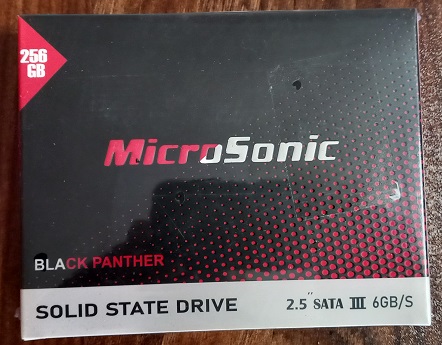 256
GB
MicroSonic
BLACK PANTHER
SOLID STATE DRIVE
2.5" SATA III 6GB/S